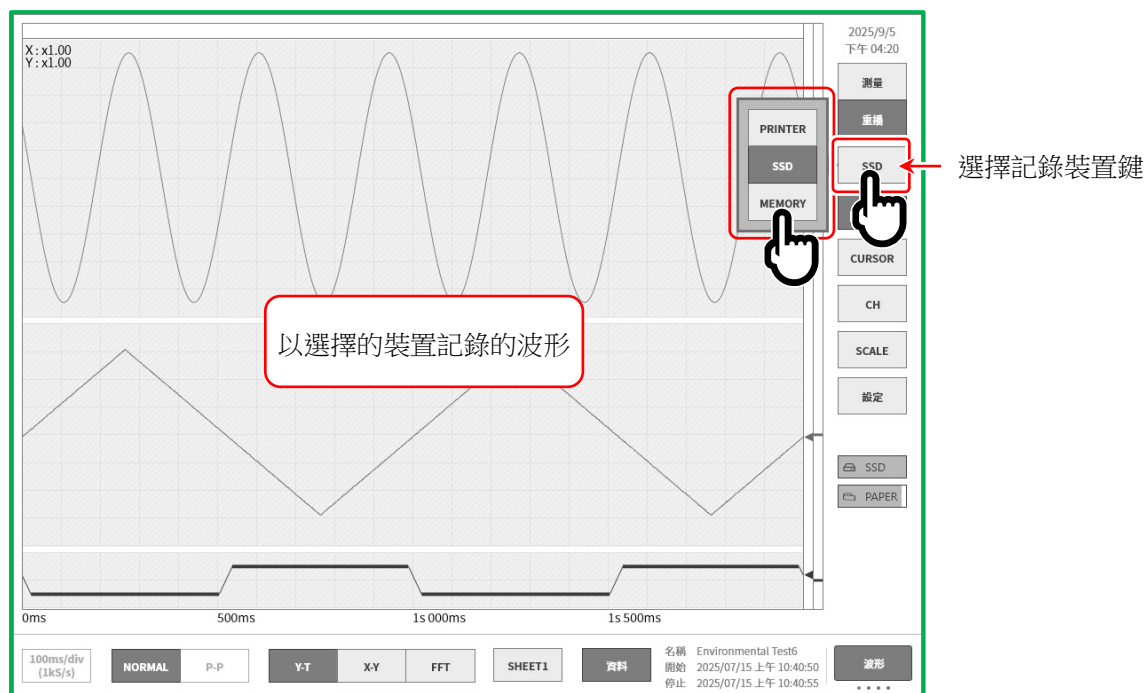 2025/9/5
下午 04:20
X : x1.00
Y : x1.00
測量
重播
PRINTER
SSD
MEMORY
SSD
選擇記錄裝置鍵
CURSOR
CH
SCALE
設定
以選擇的裝置記錄的波形
SSD
PAPER
0ms
500ms
1s000ms
1s500ms
100ms/div
(1kS/s)
NORMAL
P-P
Y-T
X-Y
FFT
SHEET1
資料
名稱 Environmental Test6
開始 2025/07/15 上午 10:40:50
停止 2025/07/15 上午 10:40:55
波形